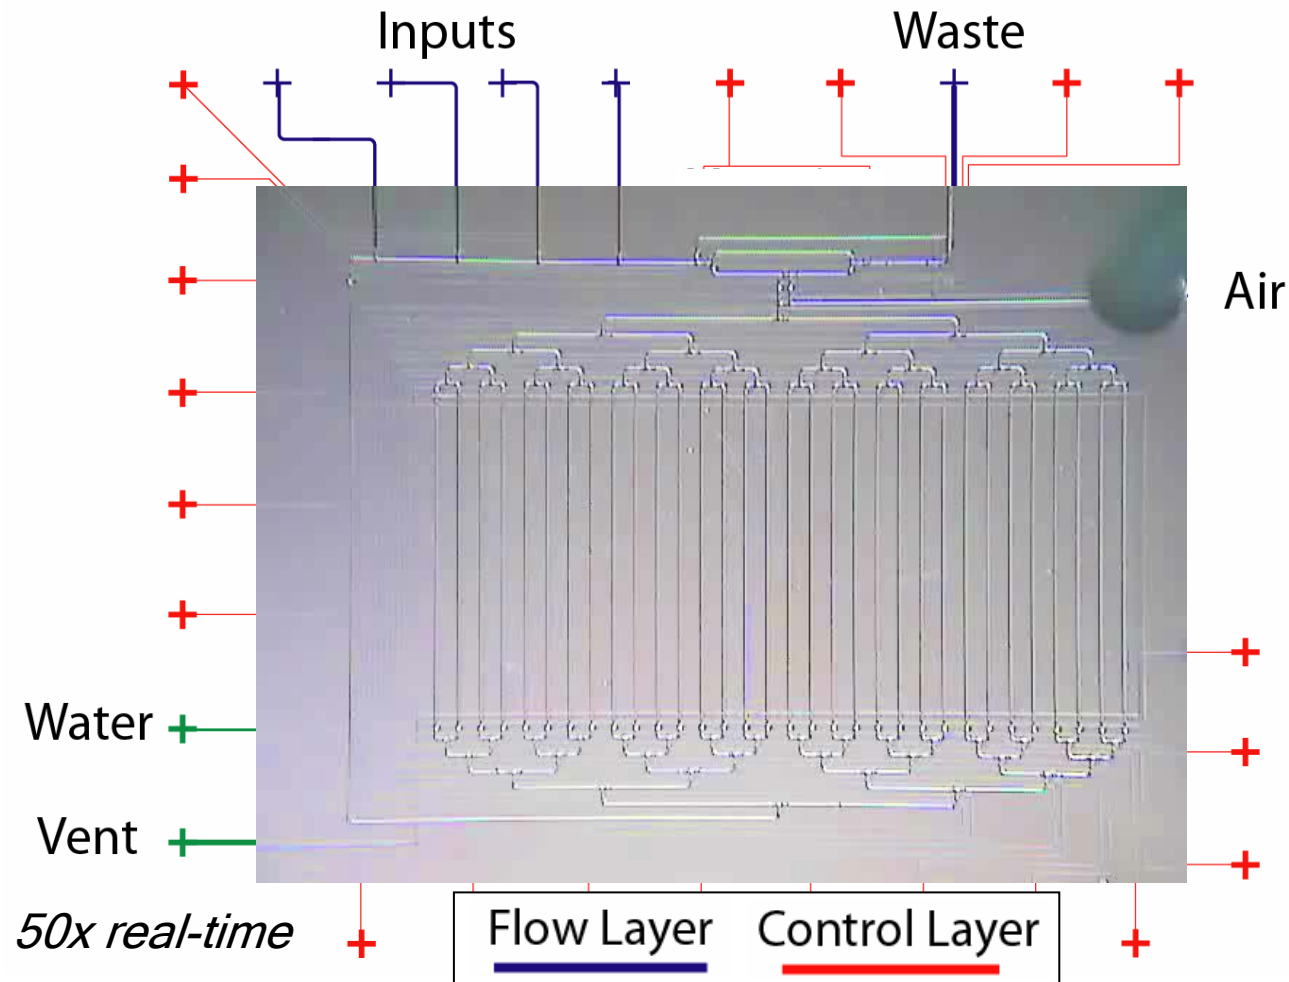 Inputs
Waste
Air
Water
Vent
50x real-time
Flow Layer
Control Layer